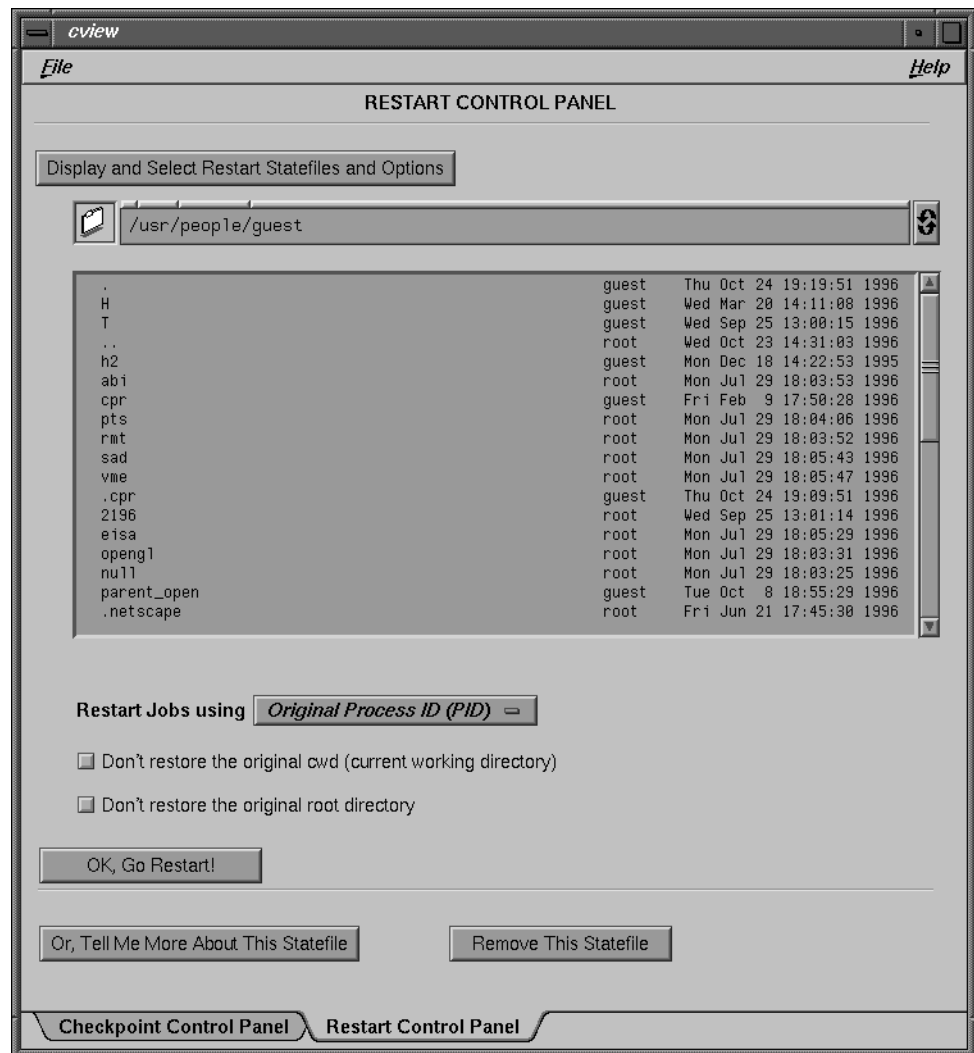 cview
File Help
RESTART CONTROL PANEL
Display and Select Restart Statefiles and Options
/usr/people/guest
. guest Thu Oct 24 19:19:51 1996
H guest Wed Mar 20 14:11:08 1996
T guest Wed Sep 25 13:00:15 1996
.. root Wed Oct 23 14:31:03 1996
h2 guest Mon Dec 18 14:22:53 1995
abi root Mon Jul 29 18:03:53 1996
cpr guest Fri Feb 9 17:50:28 1996
pts root Mon Jul 29 18:04:06 1996
rmt root Mon Jul 29 18:03:52 1996
sad root Mon Jul 29 18:05:43 1996
vme root Mon Jul 29 18:05:47 1996
.cpr guest Thu Oct 24 19:09:51 1996
2196 root Wed Sep 25 13:01:14 1996
eisa root Mon Jul 29 18:05:29 1996
opengl root Mon Jul 29 18:03:31 1996
null root Mon Jul 29 18:03:25 1996
parent_open guest Tue Oct 8 18:55:29 1996
.netscape root Fri Jun 21 17:45:30 1996
Restart Jobs using Original Process ID (PID)
Don't restore the original cwd (current working directory)
Don't restore the original root directory
OK, Go Restart!
Or, Tell Me More About This Statefile Remove This Statefile
Checkpoint Control Panel Restart Control Panel